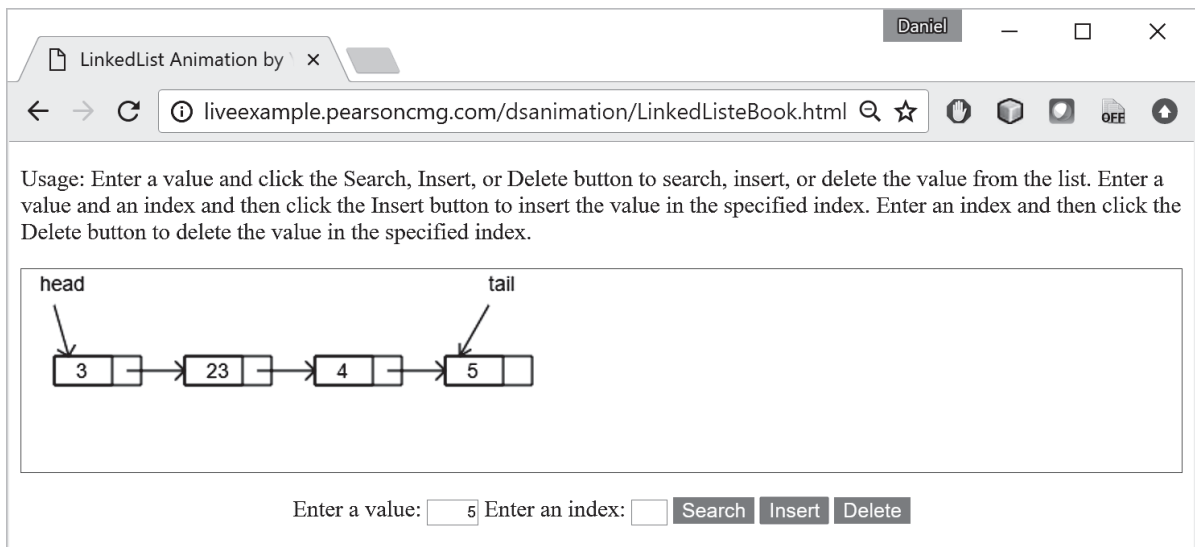 Daniel
LinkedList Animation by
liveexample.pearsoncmg.com/dsanimation/LinkedListeBook.html
OFF
Usage: Enter a value and click the Search, Insert, or Delete button to search, insert, or delete the value from the list. Enter a
value and an index and then click the Insert button to insert the value in the specified index. Enter an index and then click the
Delete button to delete the value in the specified index.
head tail
3 23 4 5
Enter a value: 5 Enter an index: Search Insert Delete